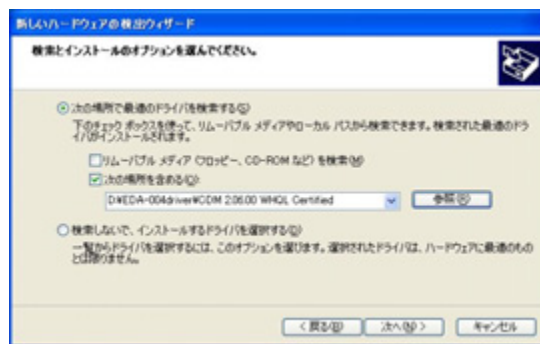 新しいハードウェアの検出ウィザード
検索とインストールのオプションを選んでください。
次の場所で最適のドライバを検索する(S)
下のチェック ボックスを使って、リムーバブル メディアやローカル パスから検索できます。検索された最適のドラ
イバがインストールされます。
リムーバブル メディア (フロッピー、CD-ROM など) を検索(M)
次の場所を含める(O):
D:¥EDA-004driver¥CDM 2.06.00 WHQL Certified
参照(R)
検索しないで、インストールするドライバを選択する(D)
一覧からドライバを選択するには、このオプションを選びます。選択されたドライバは、ハードウェアに最適のもの
とは限りません。
< 戻る(B)
次へ(N) >
キャンセル